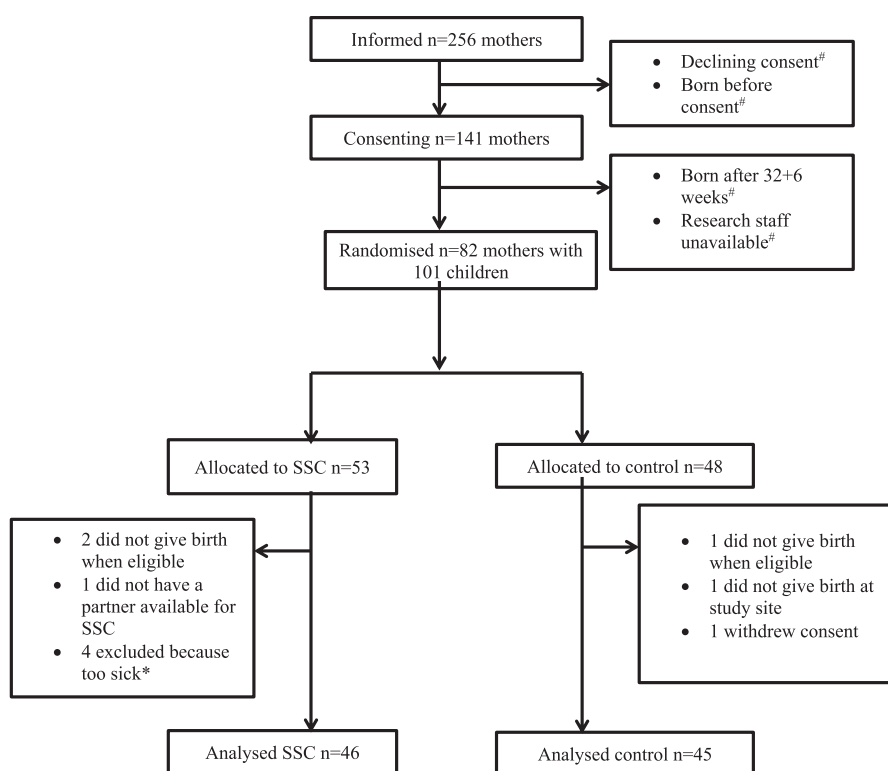 Informed n=256 mothers
• Declining consent#
• Born before
consent#
Consenting n=141 mothers
• Born after 32+6
weeks#
• Research staff
unavailable#
Randomised n=82 mothers with
101 children
Allocated to SSC n=53
Allocated to control n=48
• 2 did not give birth
when eligible
• 1 did not have a
partner available for
SSC
• 4 excluded because
too sick*
• 1 did not give birth
when eligible
• 1 did not give birth at
study site
• 1 withdrew consent
Analysed SSC n=46
Analysed control n=45